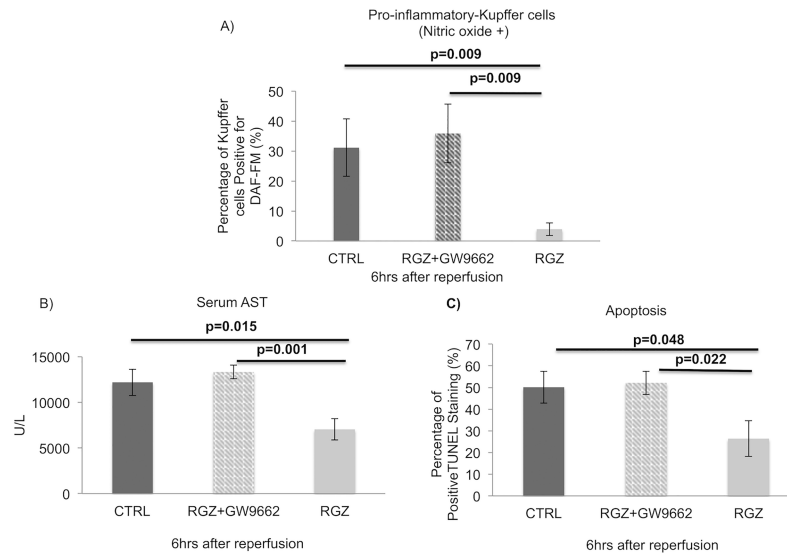 A)
Pro-inflammatory-Kupffer cells
(Nitric oxide +)
p=0.009
p=0.009
Percentage of Kupffer
cells Positive for
DAF-FM (%)
50
40
30
20
10
0
CTRL RGZ+GW9662 RGZ
6hrs after reperfusion
B)
Serum AST
p=0.015
p=0.001
U/L
15000
10000
5000
0
CTRL RGZ+GW9662 RGZ
6hrs after reperfusion
C)
Apoptosis
p=0.048
p=0.022
Percentage of
PositiveTUNEL Staining (%)
70
60
50
40
30
20
10
0
CTRL RGZ+GW9662 RGZ
6hrs after reperfusion